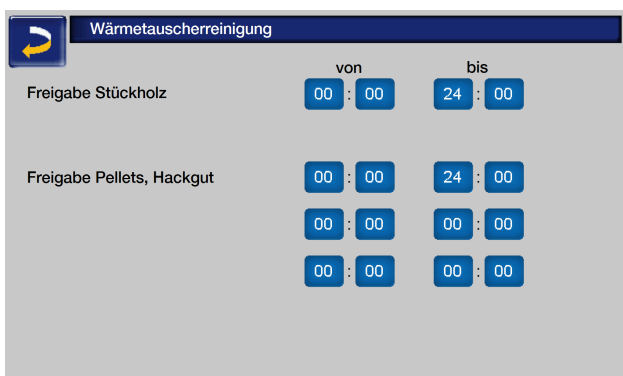 Wärmetauscherreinigung
von bis
Freigabe Stückholz 00 : 00 24 : 00
Freigabe Pellets, Hackgut 00 : 00 24 : 00
00 : 00 00 : 00
00 : 00 00 : 00